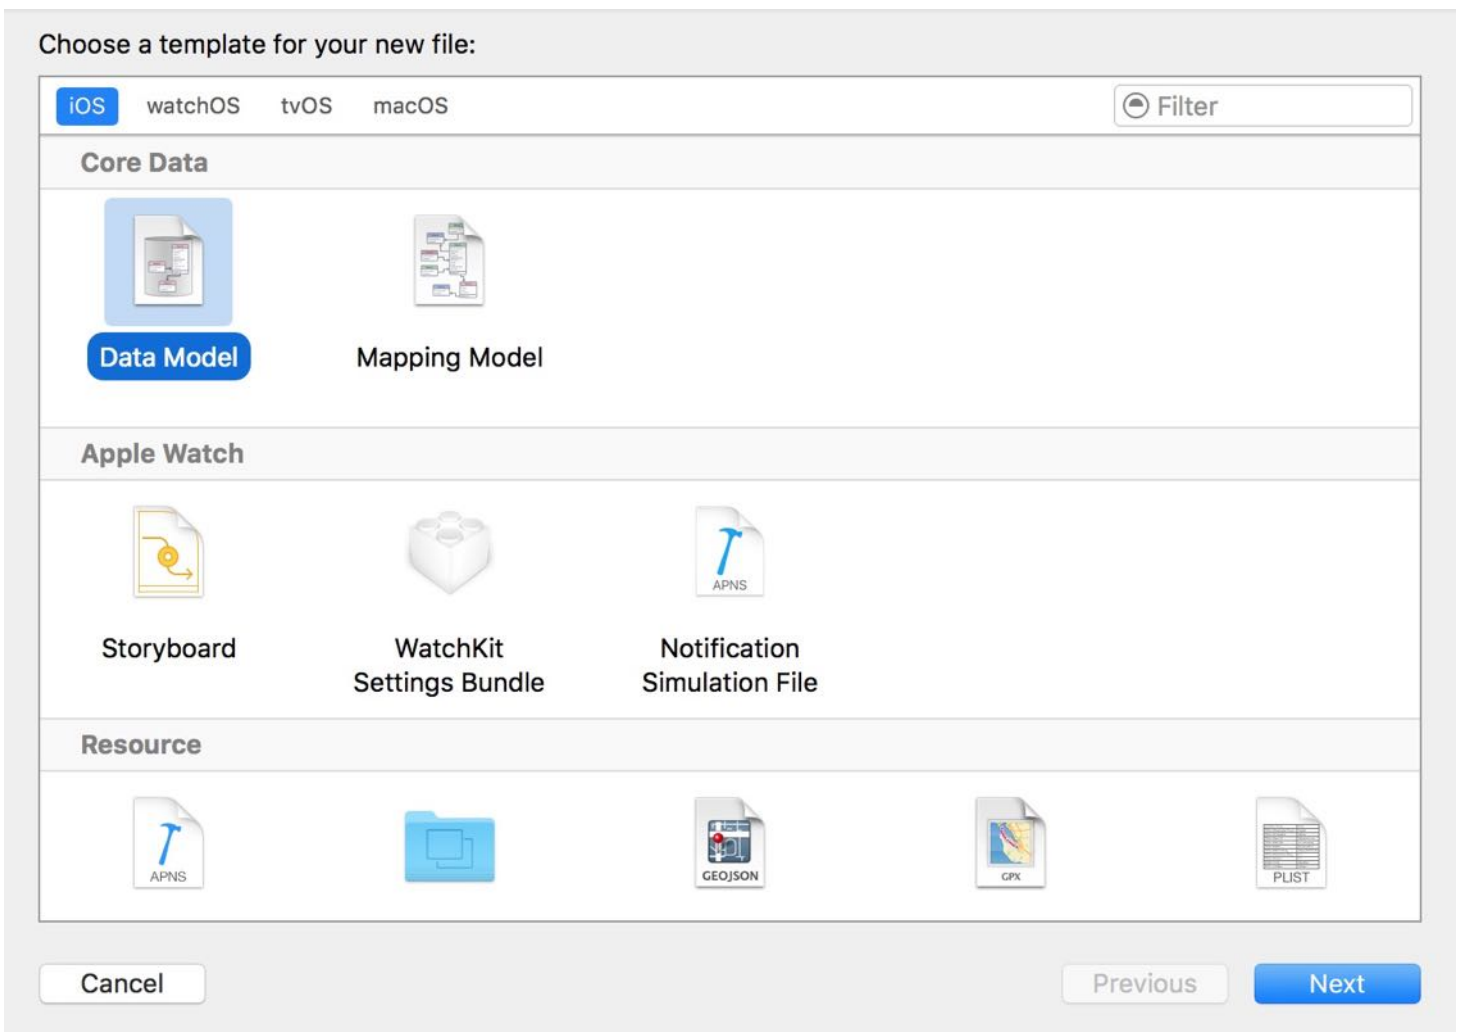 Choose a template for your new file:
iOS watchOS tvOS macOS Filter
Core Data
Data Model Mapping Model
Apple Watch
APNS
Storyboard WatchKit Notification
Settings Bundle Simulation File
Resource
APNS GEOJSON GPX PLIST
Cancel Previous Next